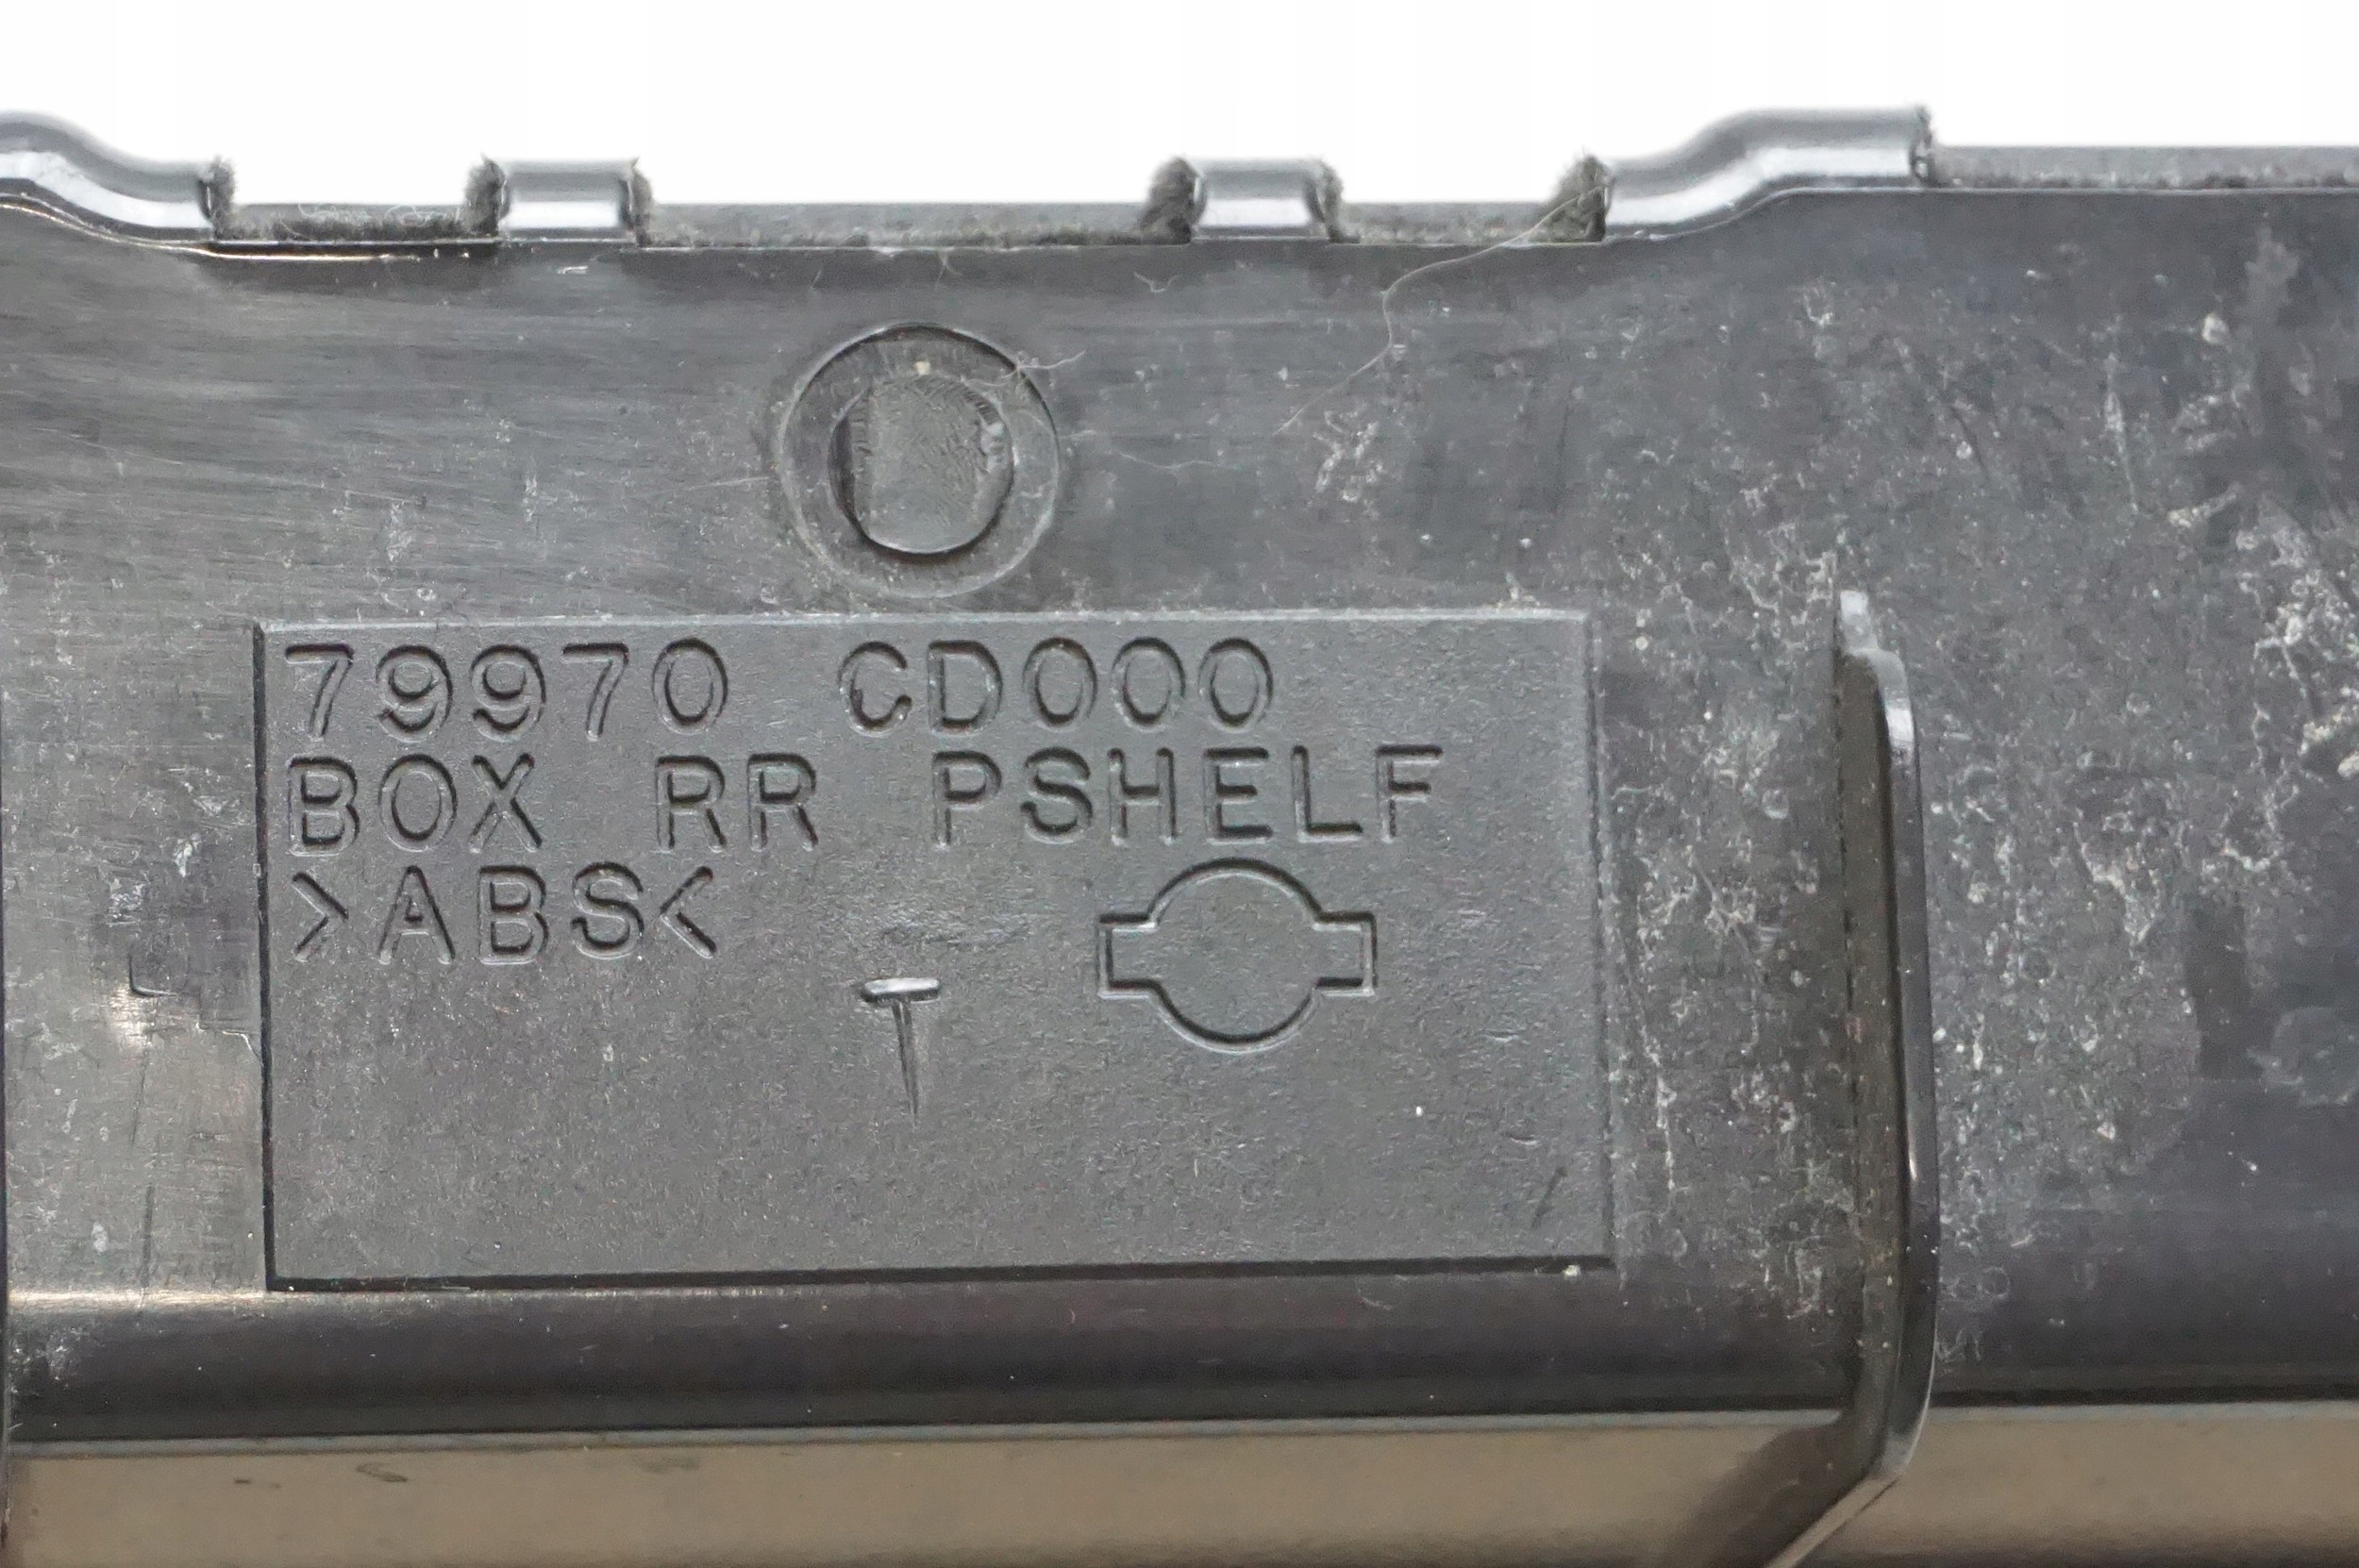 79970 CD000
BOX RR PSHELF
>ABS<